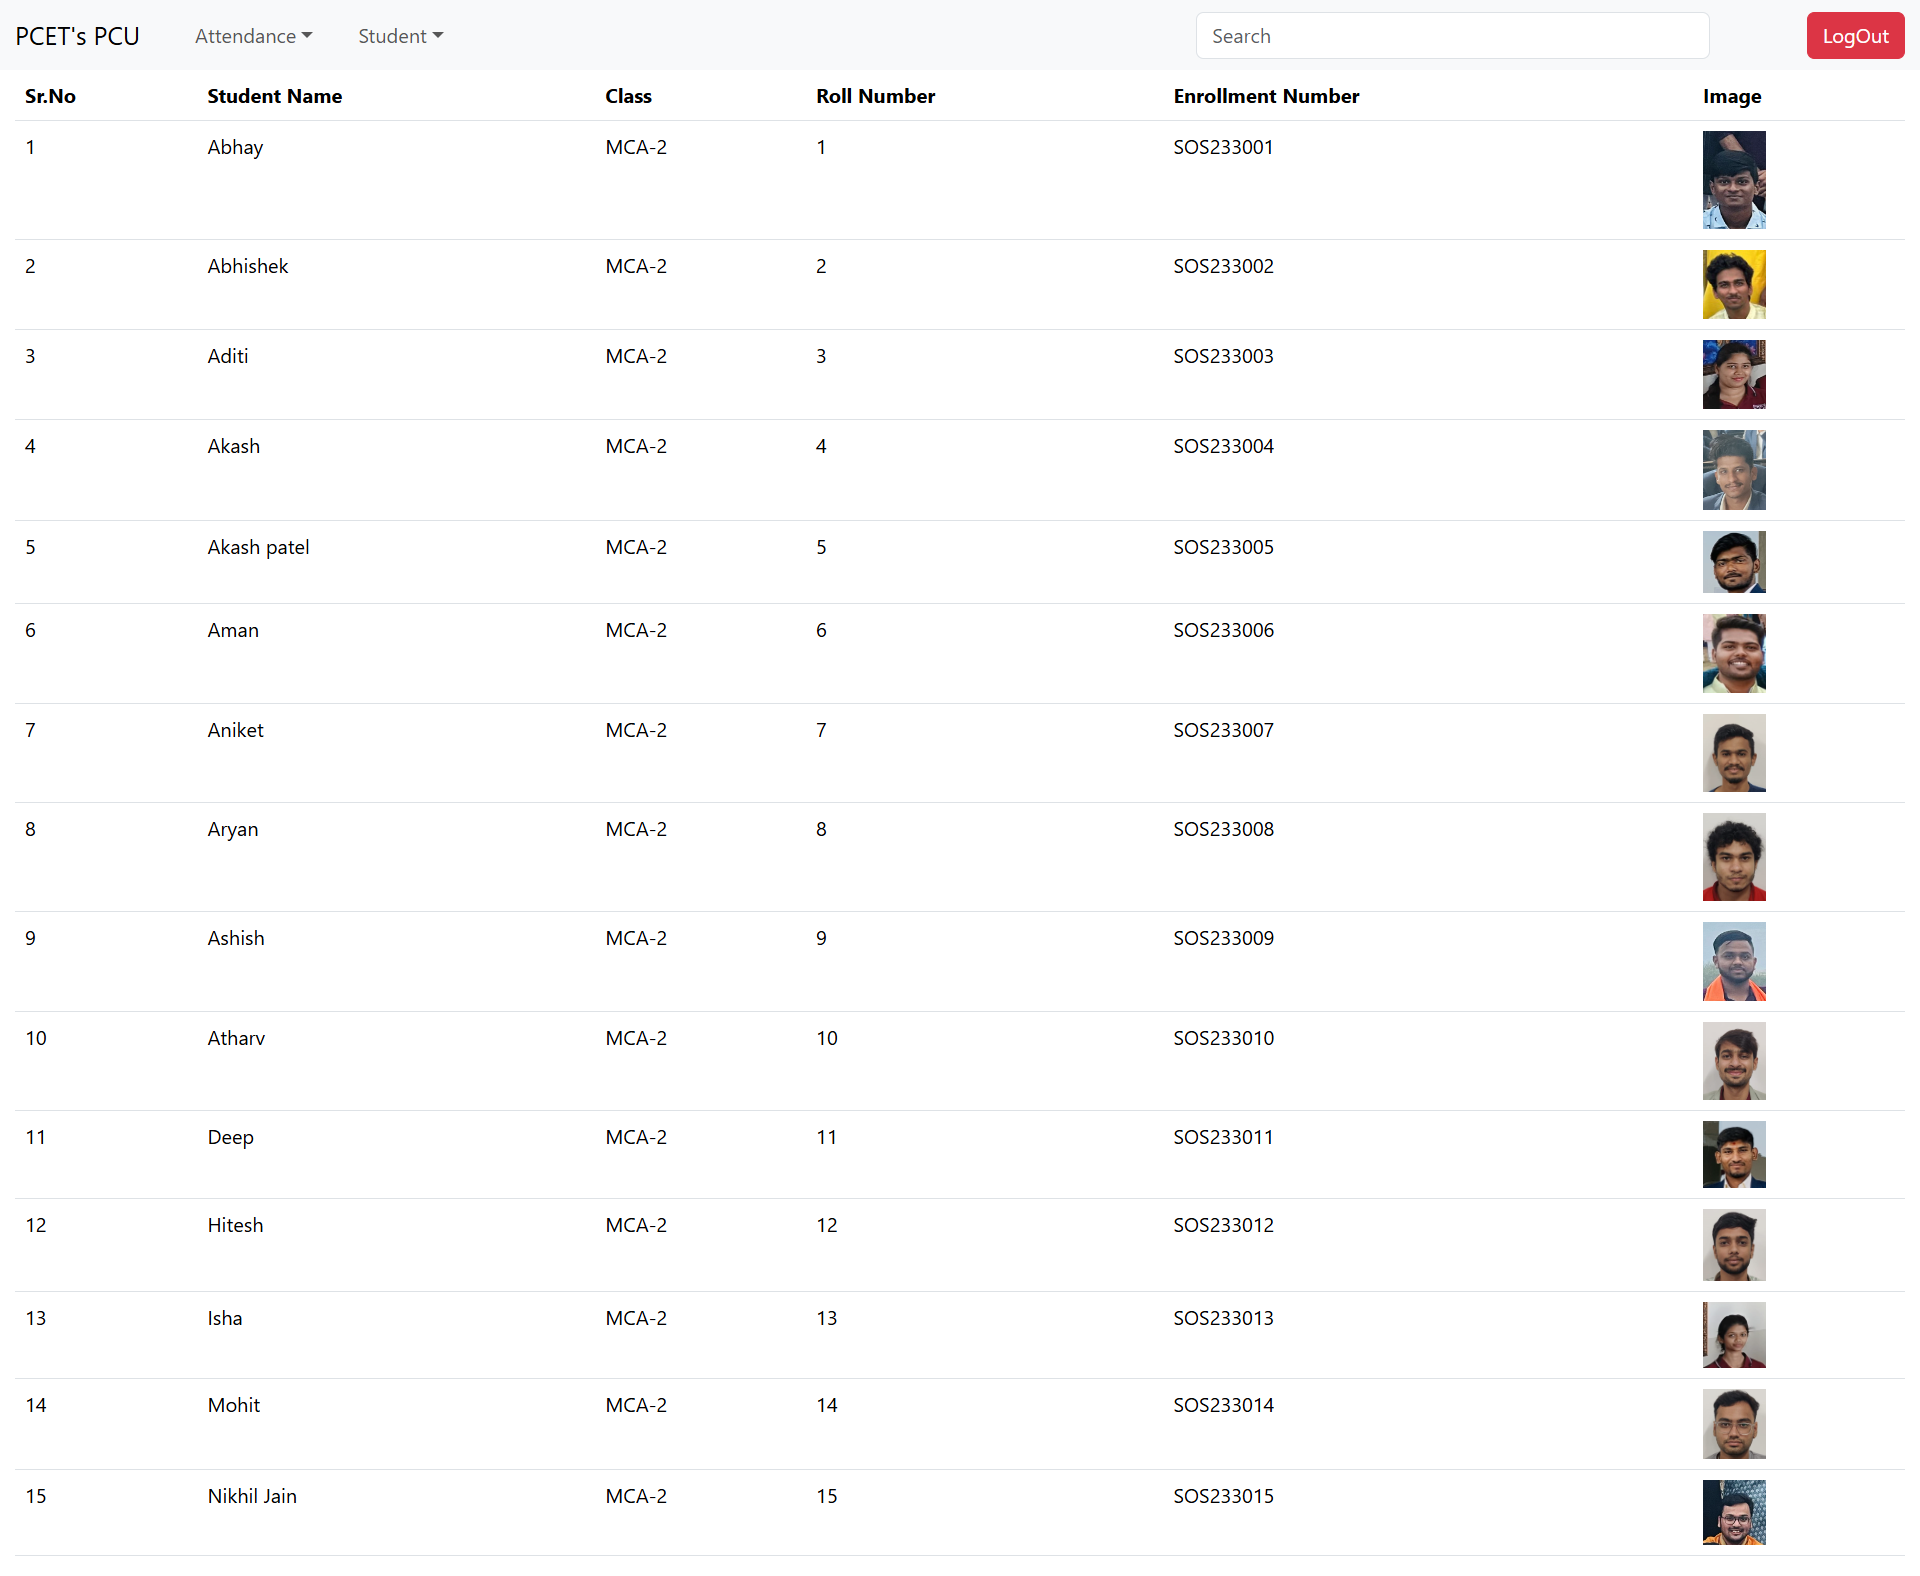 PCET's PCU Attendance Student Search LogOut
Sr.No Student Name Class Roll Number Enrollment Number Image
1 Abhay MCA-2 1 SOS233001
2 Abhishek MCA-2 2 SOS233002
3 Aditi MCA-2 3 SOS233003
4 Akash MCA-2 4 SOS233004
5 Akash patel MCA-2 5 SOS233005
6 Aman MCA-2 6 SOS233006
7 Aniket MCA-2 7 SOS233007
8 Aryan MCA-2 8 SOS233008
9 Ashish MCA-2 9 SOS233009
10 Atharv MCA-2 10 SOS233010
11 Deep MCA-2 11 SOS233011
12 Hitesh MCA-2 12 SOS233012
13 Isha MCA-2 13 SOS233013
14 Mohit MCA-2 14 SOS233014
15 Nikhil Jain MCA-2 15 SOS233015